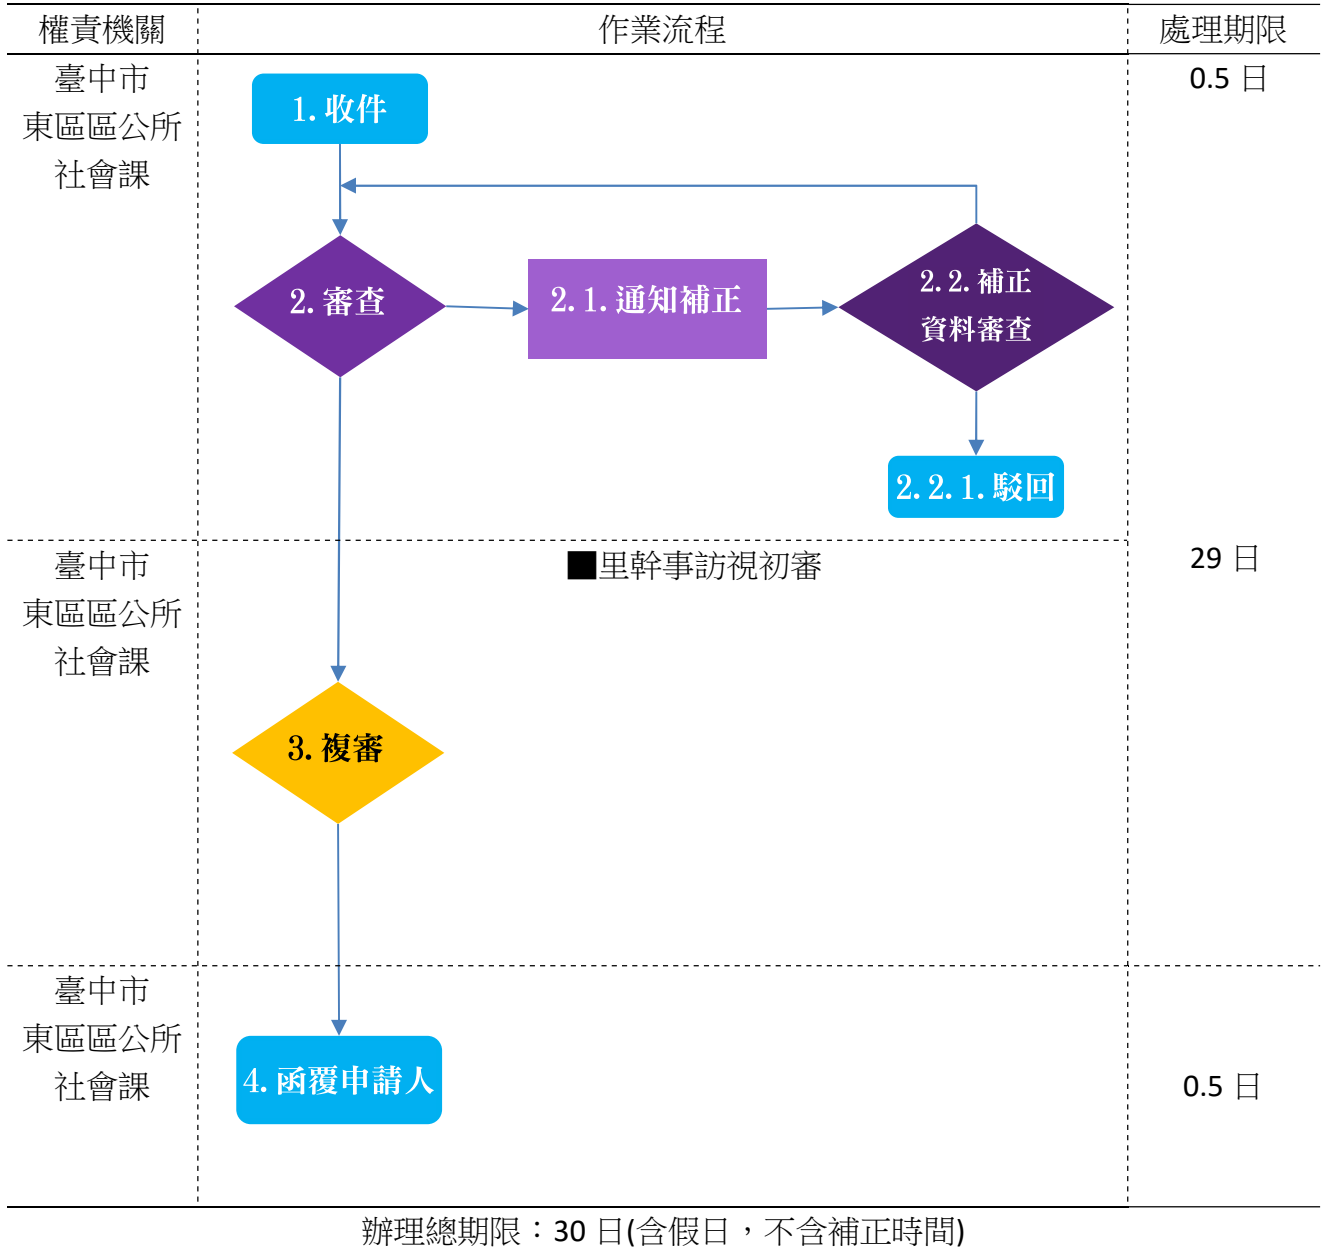 權責機關
作業流程
處理期限
臺中市
東區區公所
社會課
0.5 日
1.收件
2.審查
2.1.通知補正
2.2.補正
資料審查
2.2.1.駁回
臺中市
東區區公所
社會課
■里幹事訪視初審
29 日
3.複審
臺中市
東區區公所
社會課
4.函覆申請人
0.5 日
辦理總期限：30 日(含假日，不含補正時間)